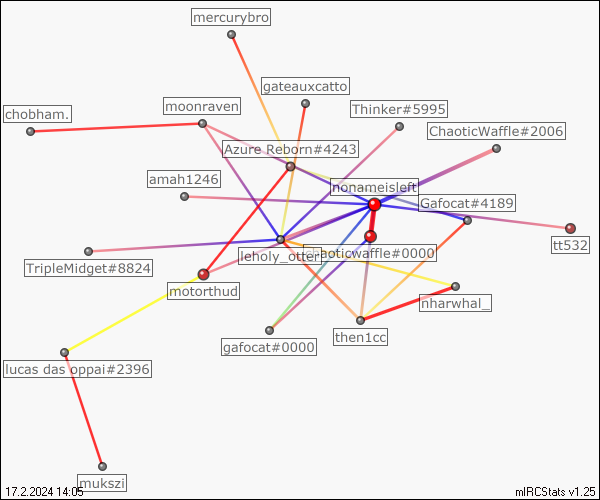 mercurybro
gateauxcatto
chobham.
moonraven
Thinker#5995
ChaoticWaffle#2006
Azure Reborn#4243
amah1246
nonameisleft
Gafocat#4189
tt532
leholy_otter
chaoticwaffle#0000
TripleMidget#8824
motorthud
nharwhal_
then1cc
gafocat#0000
lucas das oppai#2396
mukszi
17.2.2024 14:05
mIRCStats v1.25